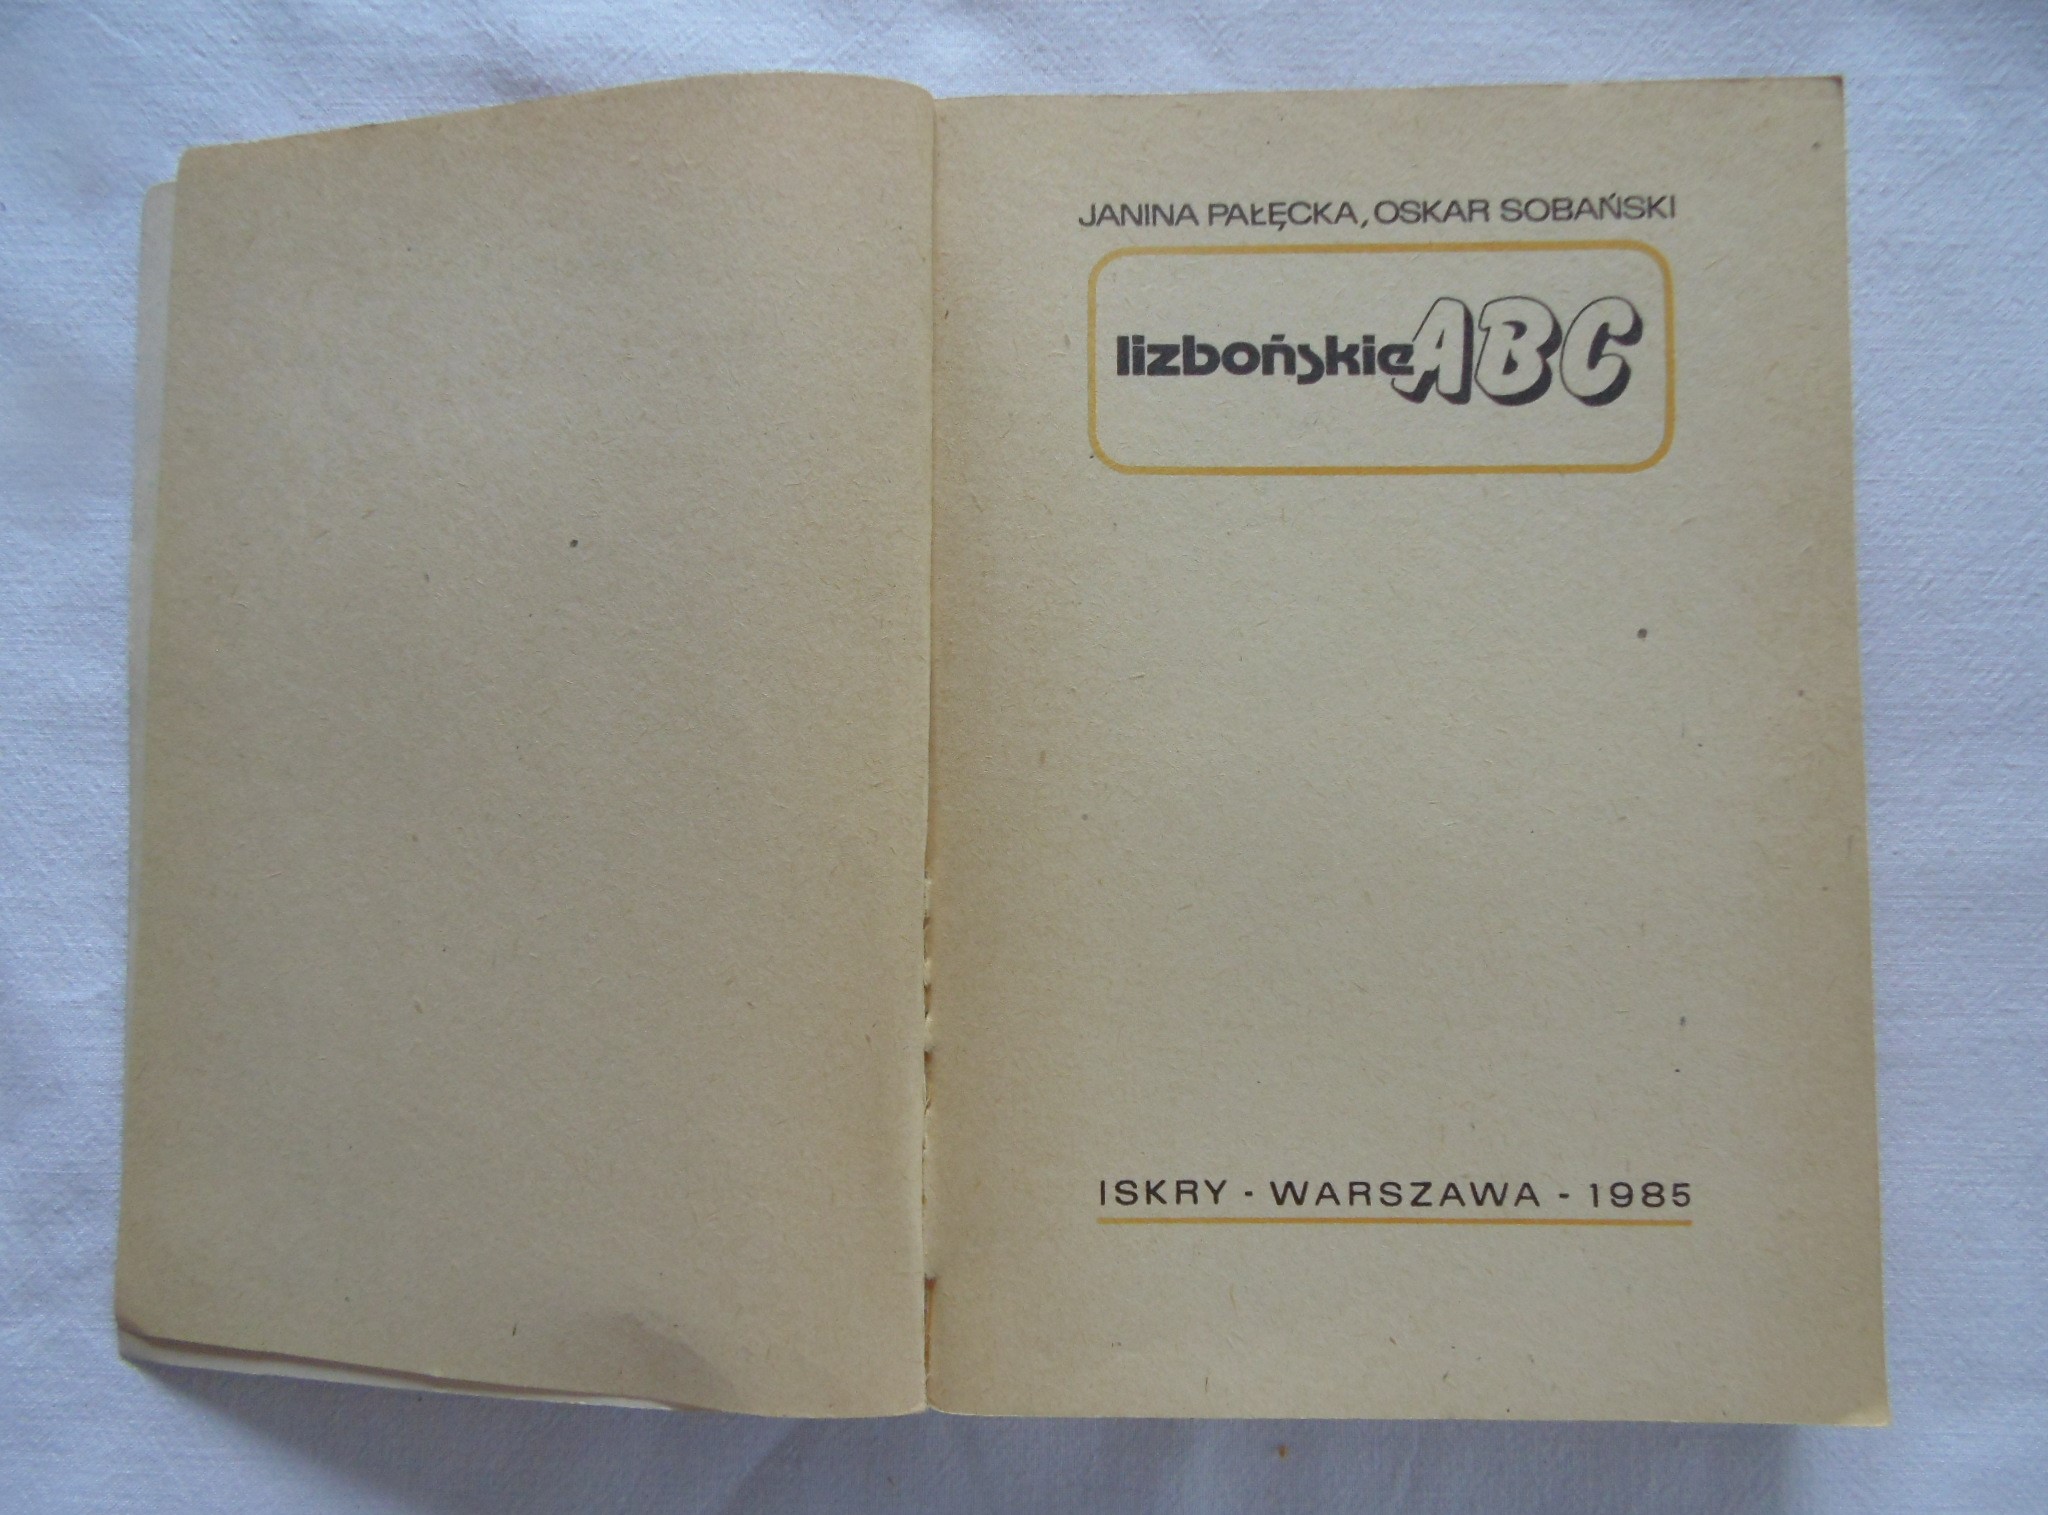 JANINA PAŁĘCKA, OSKAR SOBAŃSKI
lizbońskie ABC
ISKRY - WARSZAWA - 1985